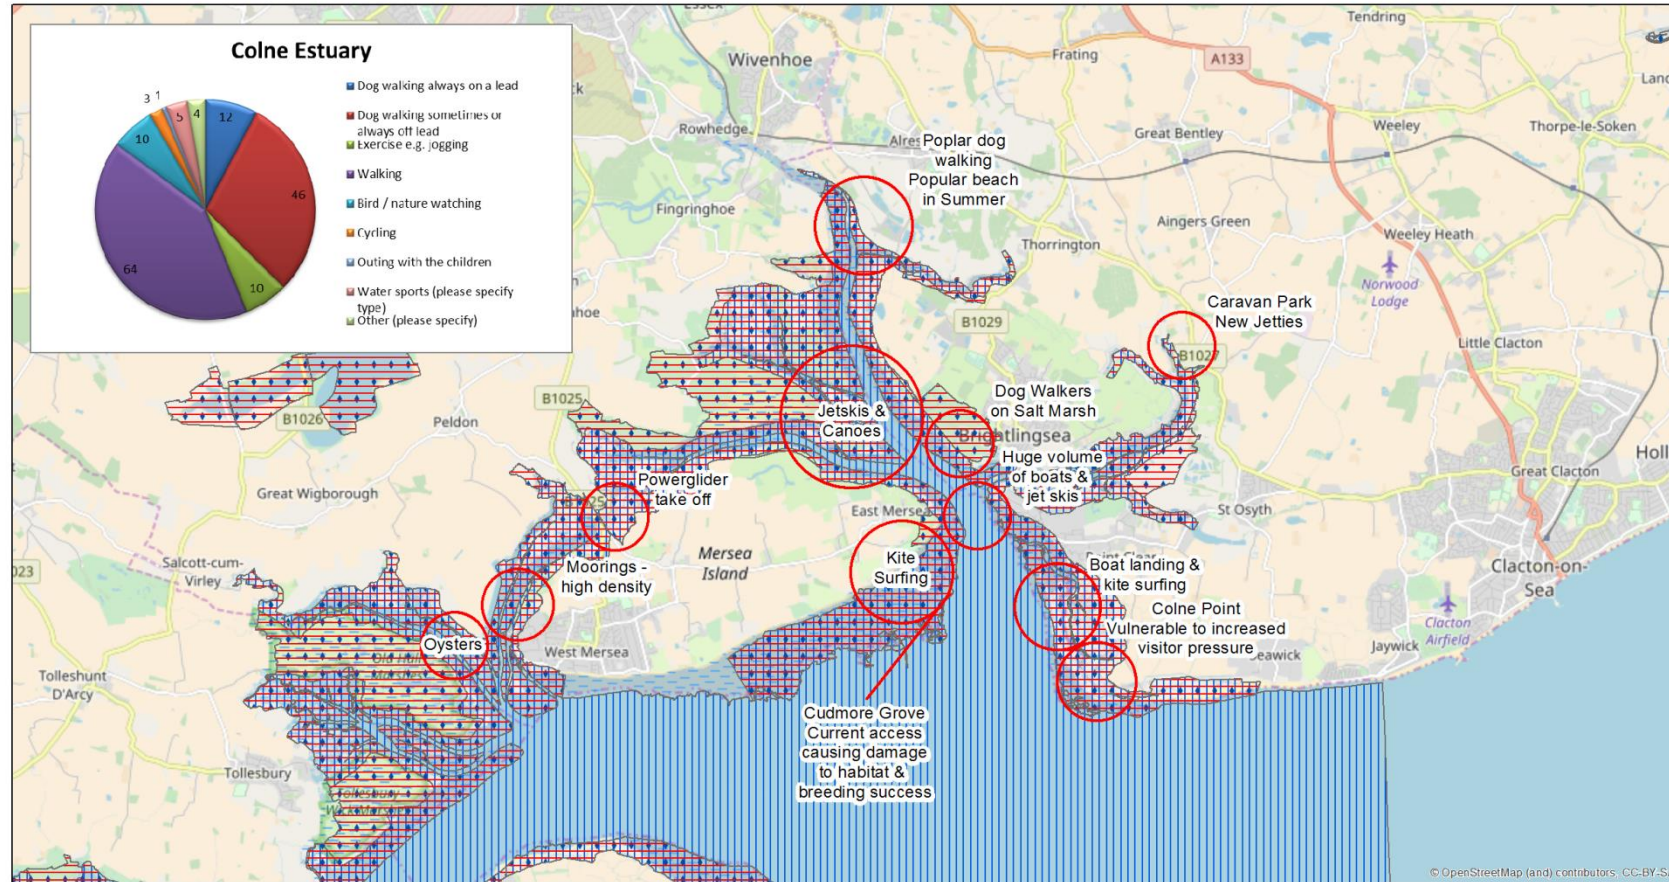 Colne Estuary
Dog walking always on a lead
Dog walking sometimes or
always off lead
Exercise e.g. jogging
Walking
Bird / nature watching
Cycling
Outing with the children
Water sports (please specify
type)
Other (please specify)
12
46
10
64
10
3
1
5
4
Essex
Wivenhoe
Rowhedge
Fingringhoe
Frating
Tendring
A133
Great Bentley
Weeley
Thorpe-le-Soken
Aingers Green
Weeley Heath
Thorrington
Norwood
Lodge
Little Clacton
B1029
B1027
Poplar dog
walking
Popular beach
in Summer
Caravan Park
New Jetties
Jetskis &
Canoes
Dog Walkers
on Salt Marsh
Brightlingsea
Huge volume
of boats &
jet skis
B1025
B1026
Peldon
Great Wigborough
Powerglider
take off
East Mersea
St Osyth
Great Clacton
Salcott-cum-
Virley
Mersea
Island
Kite
Surfing
Moorings -
high density
Point Clear
Boat landing &
kite surfing
Clacton-on-
Sea
Clacton
Airfield
Colne Point
Vulnerable to increased
visitor pressure
Jaywick
Oysters
West Mersea
Tolleshunt
D'Arcy
Tollesbury
Cudmore Grove
Current access
causing damage
to habitat &
breeding success